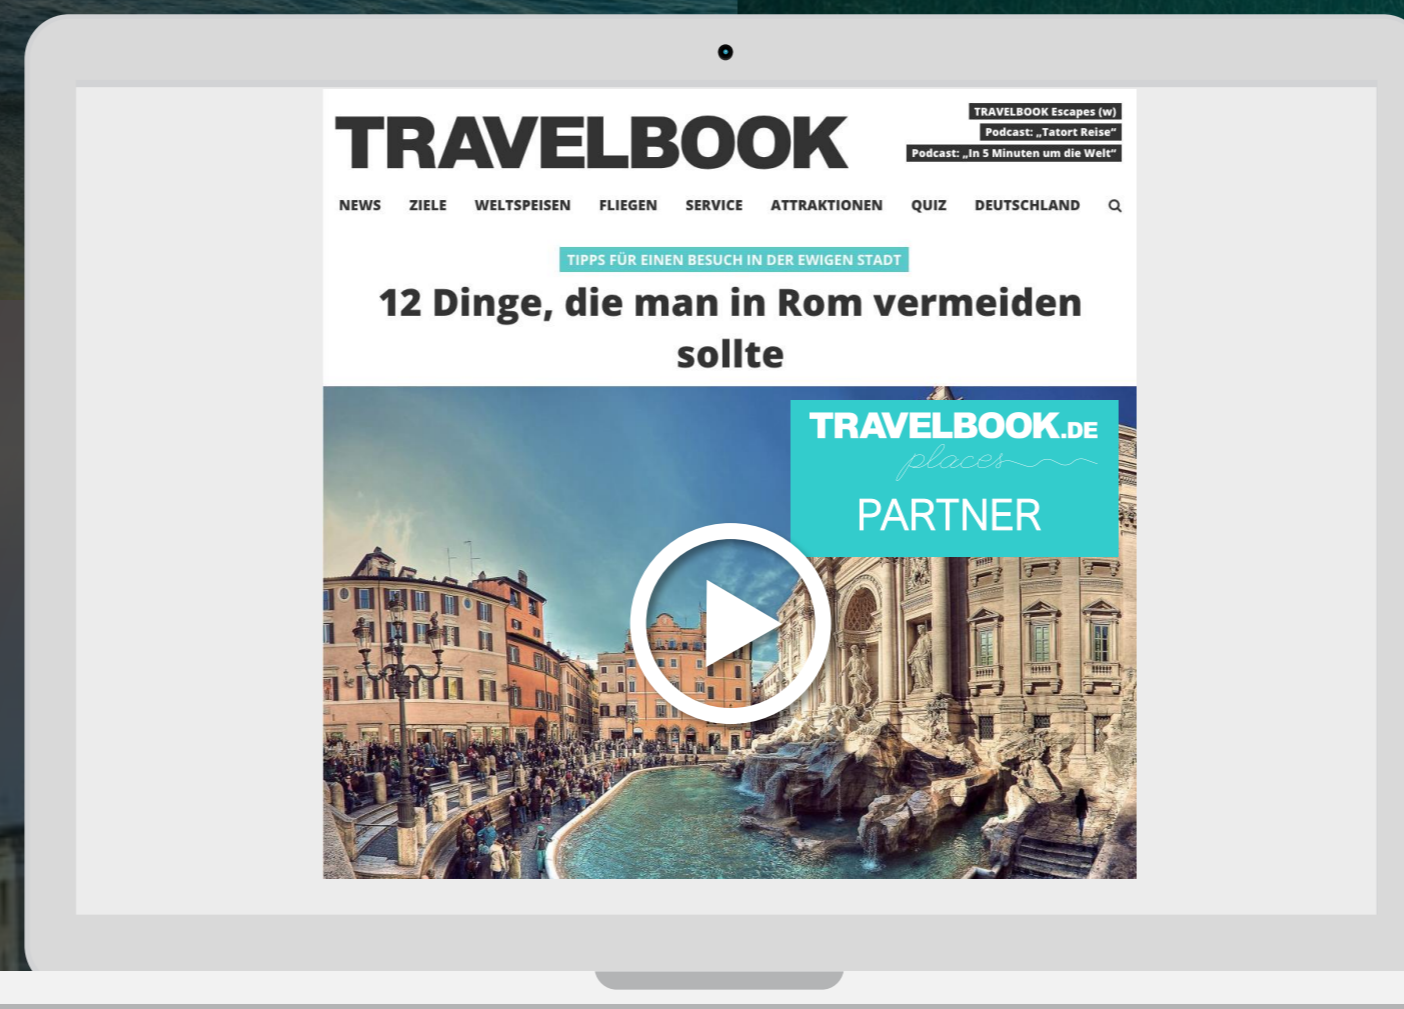 TRAVELBOOK
TRAVELBOOK Escapes (w)
Podcast: „Tatort Reise“
Podcast: „In 5 Minuten um die Welt“
NEWS ZIELE WELTSPEISEN FLIEGEN SERVICE ATTRAKTIONEN QUIZ DEUTSCHLAND
TIPPS FÜR EINEN BESUCH IN DER EWIGEN STADT
12 Dinge, die man in Rom vermeiden
sollte
TRAVELBOOK.DE
places
PARTNER